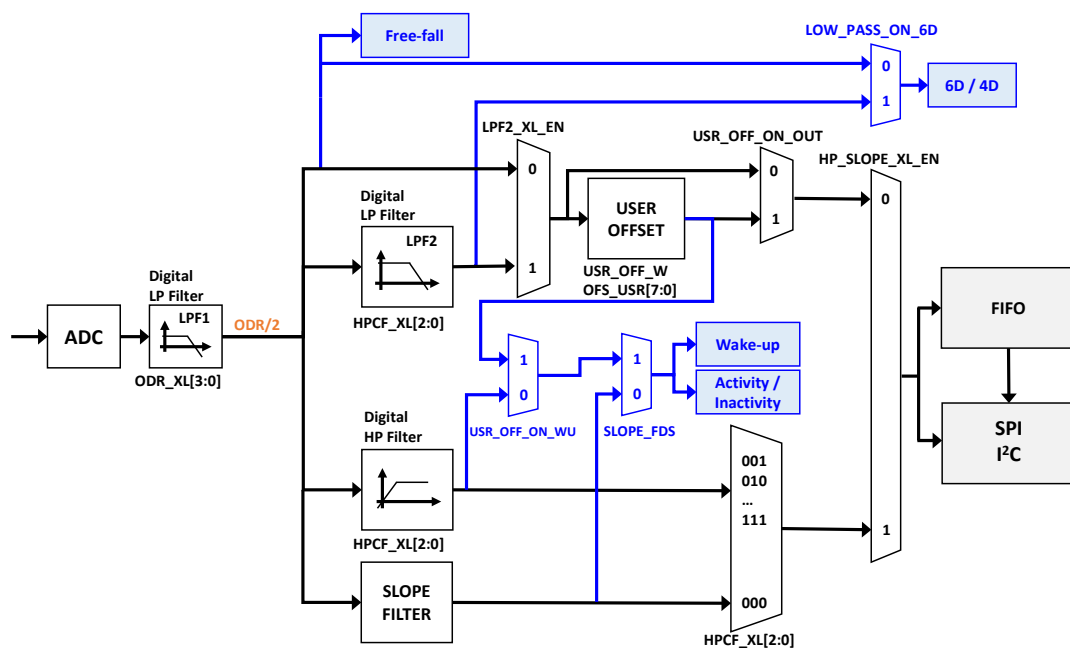 Free-fall
LOW_PASS_ON_6D
0
1
6D / 4D
LPF2_XL_EN
0
1
USR_OFF_ON_OUT
0
1
HP_SLOPE_XL_EN
0
1
Digital
LP Filter
LPF2
HPCF_XL[2:0]
USER
OFFSET
USR_OFF_W
OFS_USR[7:0]
ADC
Digital
LP Filter
LPF1
ODR_XL[3:0]
ODR/2
1
0
USR_OFF_ON_WU
1
0
SLOPE_FDS
Wake-up
Activity /
Inactivity
FIFO
SPI
I²C
Digital
HP Filter
HPCF_XL[2:0]
001
010
...
111
000
HPCF_XL[2:0]
SLOPE
FILTER